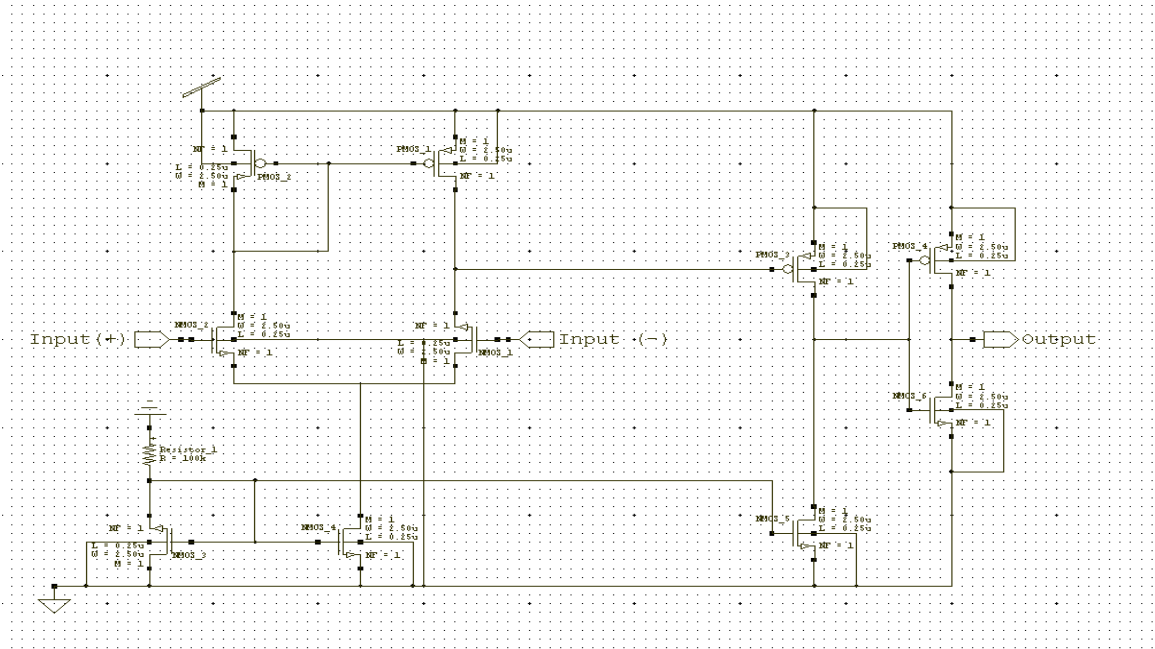 M = 1
NF = 1
PMOS_1
W = 2.50u
L = 0.25u
L = 0.25u
W = 2.50u
PMOS_2
NF = 1
M = 1
PMOS_3
M = 1
W = 2.50u
L = 0.25u
NF = 1
PMOS_4
M = 1
W = 2.50u
L = 0.25u
NF = 1
NMOS_2
M = 1
W = 2.50u
L = 0.25u
NF = 1
NF = 1
L = 0.25u
W = 2.50u
M = 1
NMOS_1
Input(+)
Input (-)
Output
NMOS_6
M = 1
W = 2.50u
L = 0.25u
NF = 1
Resistor_1
R = 100k
NF = 1
L = 0.25u
W = 2.50u
M = 1
NMOS_3
NMOS_4
M = 1
W = 2.50u
L = 0.25u
NF = 1
NMOS_5
M = 1
W = 2.50u
L = 0.25u
NF = 1